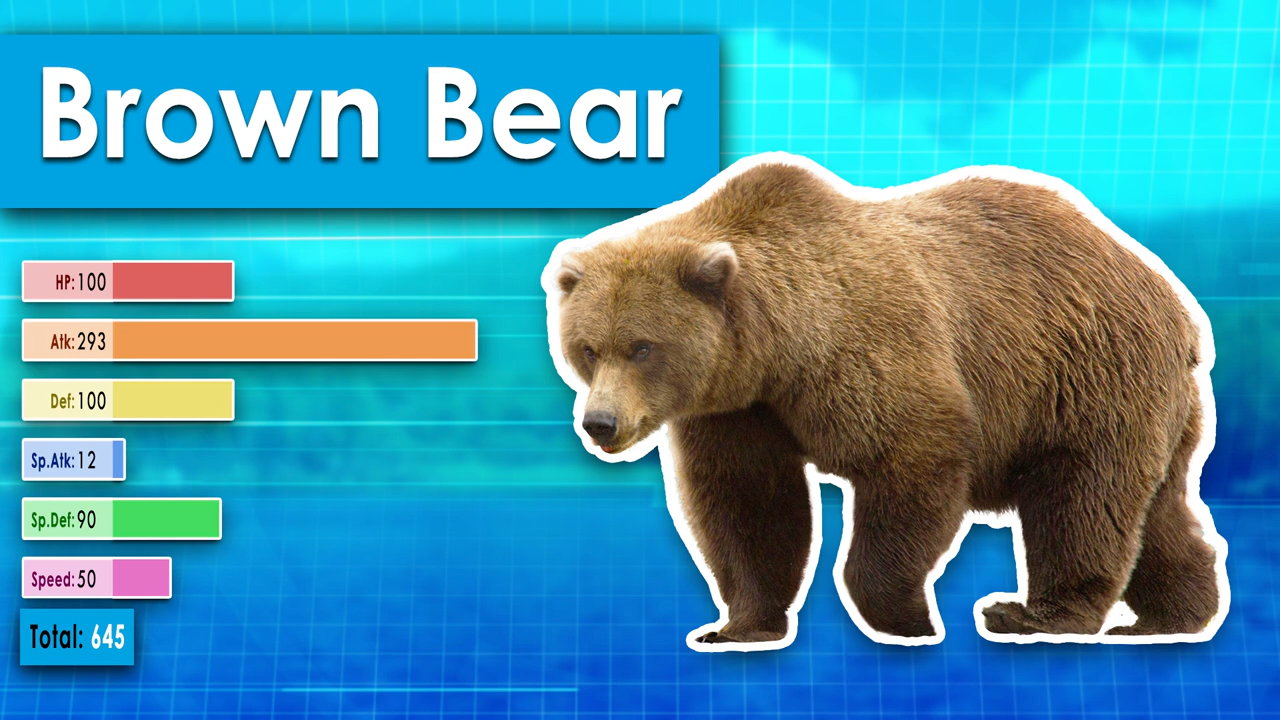 Brown Bear
HP: 100
Atk: 293
Def: 100
Sp.Atk: 12
Sp.Def: 90
Speed: 50
Total: 645